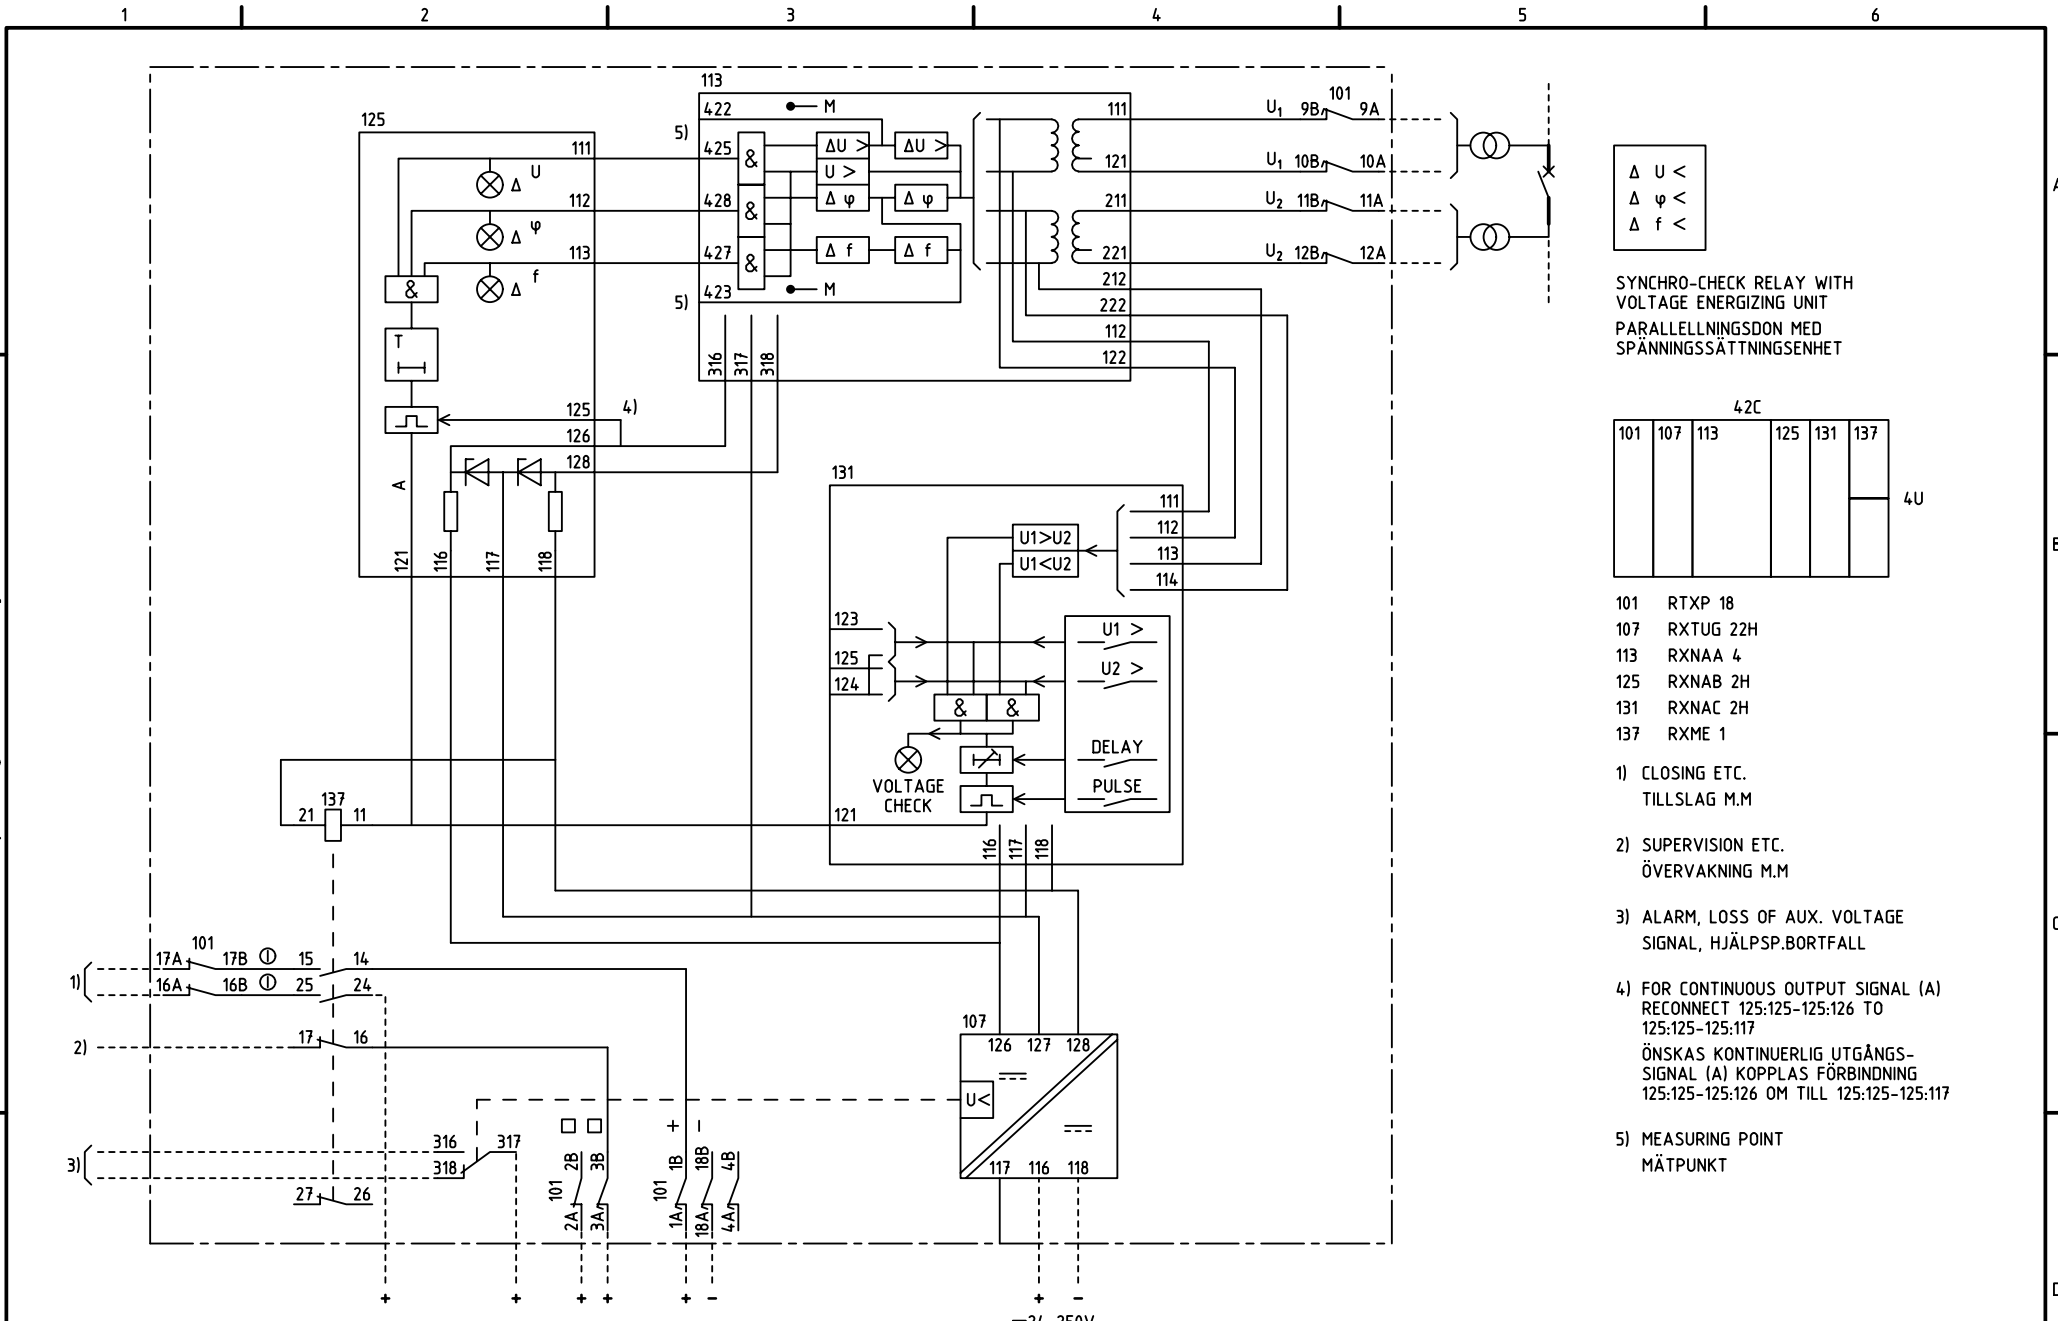 1 2 3 4 5 6
113
422 M
5)
425 & ΔU > ΔU >
U >
428 & Δ φ Δ φ
427 & Δ f Δ f
5) 423 M
316 317 318
111 U1 9B 101 9A
121 U1 10B 10A
211 U2 11B 11A
221 U2 12B 12A
212
222
112
122
125
111 Δ U
112 Δ φ
113 Δ f
&
T
125 4)
126
128
A
121 116 117 118
131
111
112
113
114
U1>U2
U1<U2
123
125
124
U1 >
U2 >
& &
DELAY
PULSE
VOLTAGE
CHECK
121
116 117 118
137
21 11
101
1) 17A 17B 15 14
16A 16B 25 24
2) 17 16
3) 316 317
318
27 26
101 2A 2B 3A 3B
+ -
101 1A 1B 18A 18B 4A 4B
107
126 127 128
U<
117 116 118
+ + + + + - + -
Δ U <
Δ φ <
Δ f <
SYNCHRO-CHECK RELAY WITH
VOLTAGE ENERGIZING UNIT
PARALLELLNINGSDON MED
SPÄNNINGSSÄTTNINGSENHET
42C
101 107 113 125 131 137
4U
101 RTXP 18
107 RXTUG 22H
113 RXNAA 4
125 RXNAB 2H
131 RXNAC 2H
137 RXME 1
1) CLOSING ETC.
TILLSLAG M.M
2) SUPERVISION ETC.
ÖVERVAKNING M.M
3) ALARM, LOSS OF AUX. VOLTAGE
SIGNAL, HJÄLPSP.BORTFALL
4) FOR CONTINUOUS OUTPUT SIGNAL (A)
RECONNECT 125:125-125:126 TO
125:125-125:117
ÖNSKAS KONTINUERLIG UTGÅNGS-
SIGNAL (A) KOPPLAS FÖRBINDNING
125:125-125:126 OM TILL 125:125-125:117
5) MEASURING POINT
MÄTPUNKT